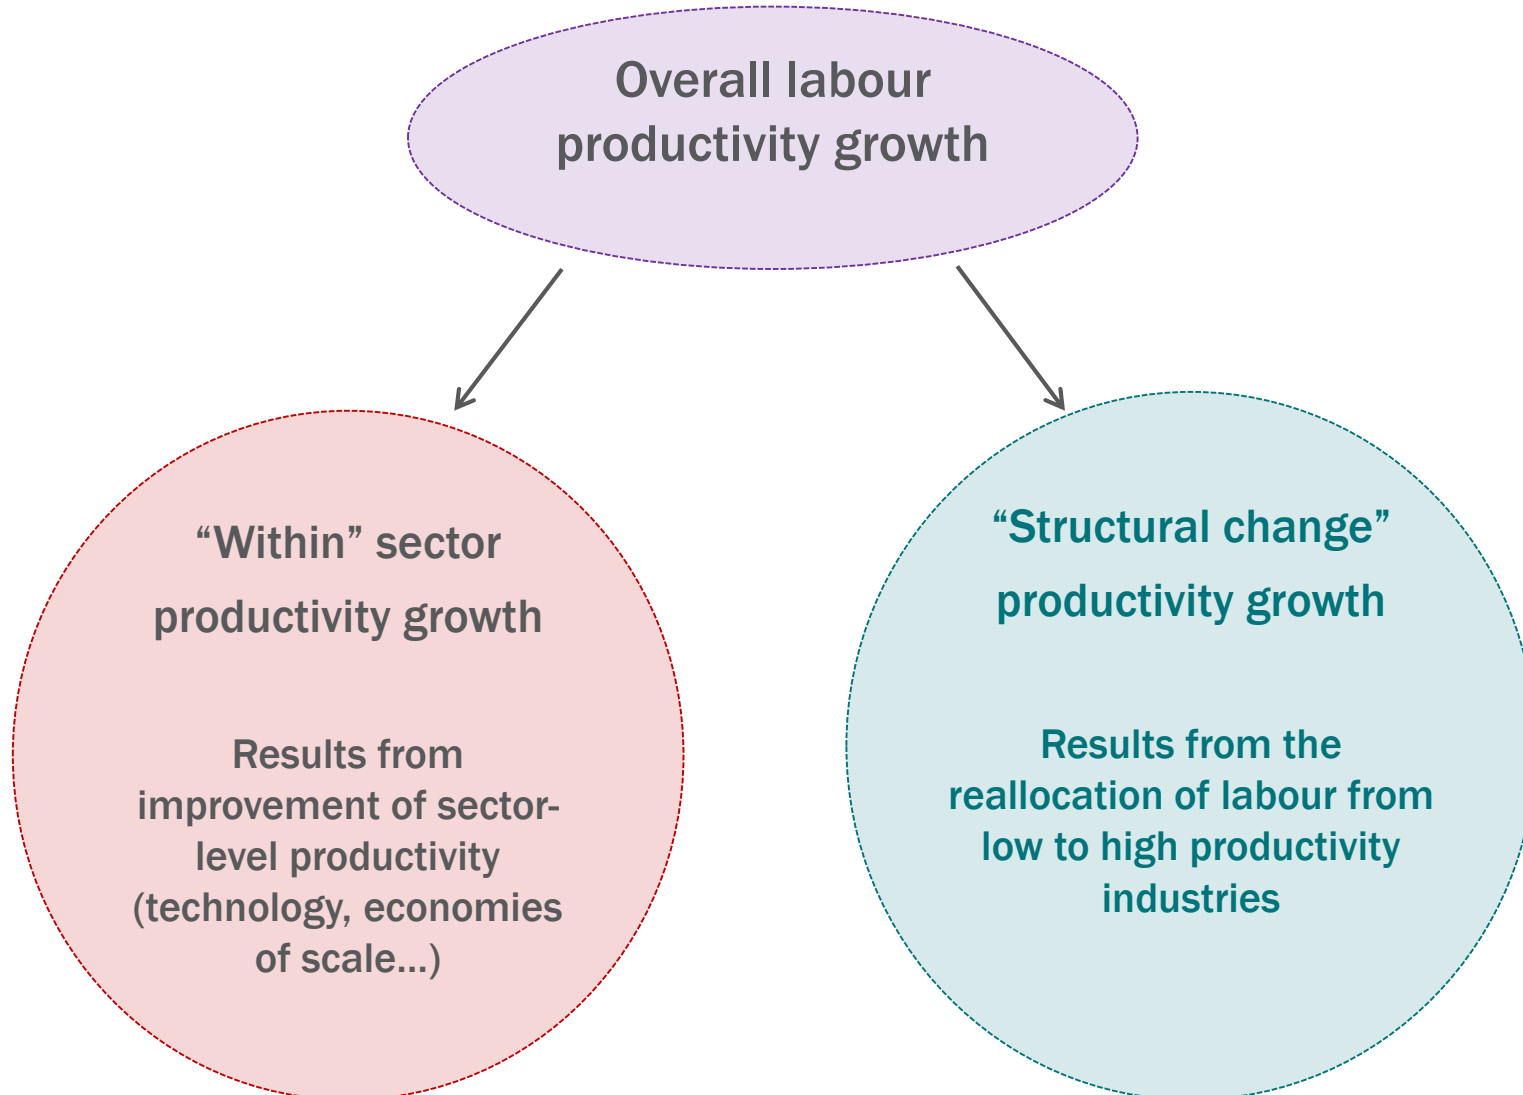 Overall labour
productivity growth
“Within” sector
productivity growth
Results from
improvement of sector-
level productivity
(technology, economies
of scale...)
“Structural change”
productivity growth
Results from the
reallocation of labour from
low to high productivity
industries